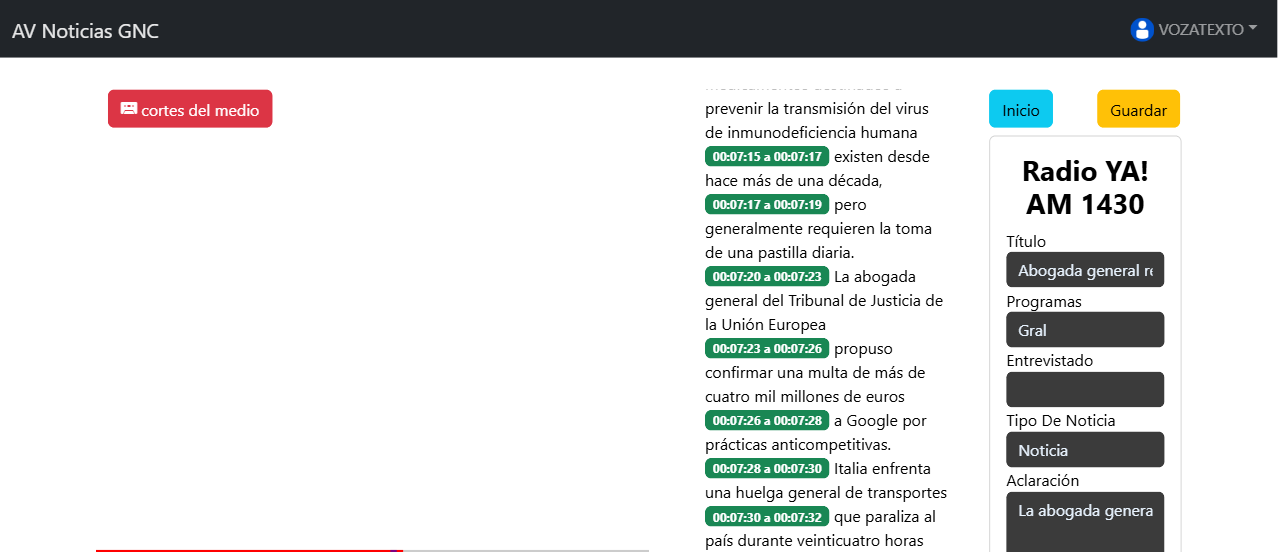 AV Noticias GNC
VOZATEXTO
cortes del medio
prevenir la transmisión del virus
de inmunodeficiencia humana
00:07:15 a 00:07:17 existen desde
hace más de una década,
00:07:17 a 00:07:19 pero
generalmente requieren la toma
de una pastilla diaria.
00:07:20 a 00:07:23 La abogada
general del Tribunal de Justicia de
la Unión Europea
00:07:23 a 00:07:26 propuso
confirmar una multa de más de
cuatro mil millones de euros
00:07:26 a 00:07:28 a Google por
prácticas anticompetitivas.
00:07:28 a 00:07:30 Italia enfrenta
una huelga general de transportes
00:07:30 a 00:07:32 que paraliza al
país durante veinticuatro horas
Inicio
Guardar
Radio YA!
AM 1430
Título
Abogada general re
Programas
Gral
Entrevistado
Tipo De Noticia
Noticia
Aclaración
La abogada genera